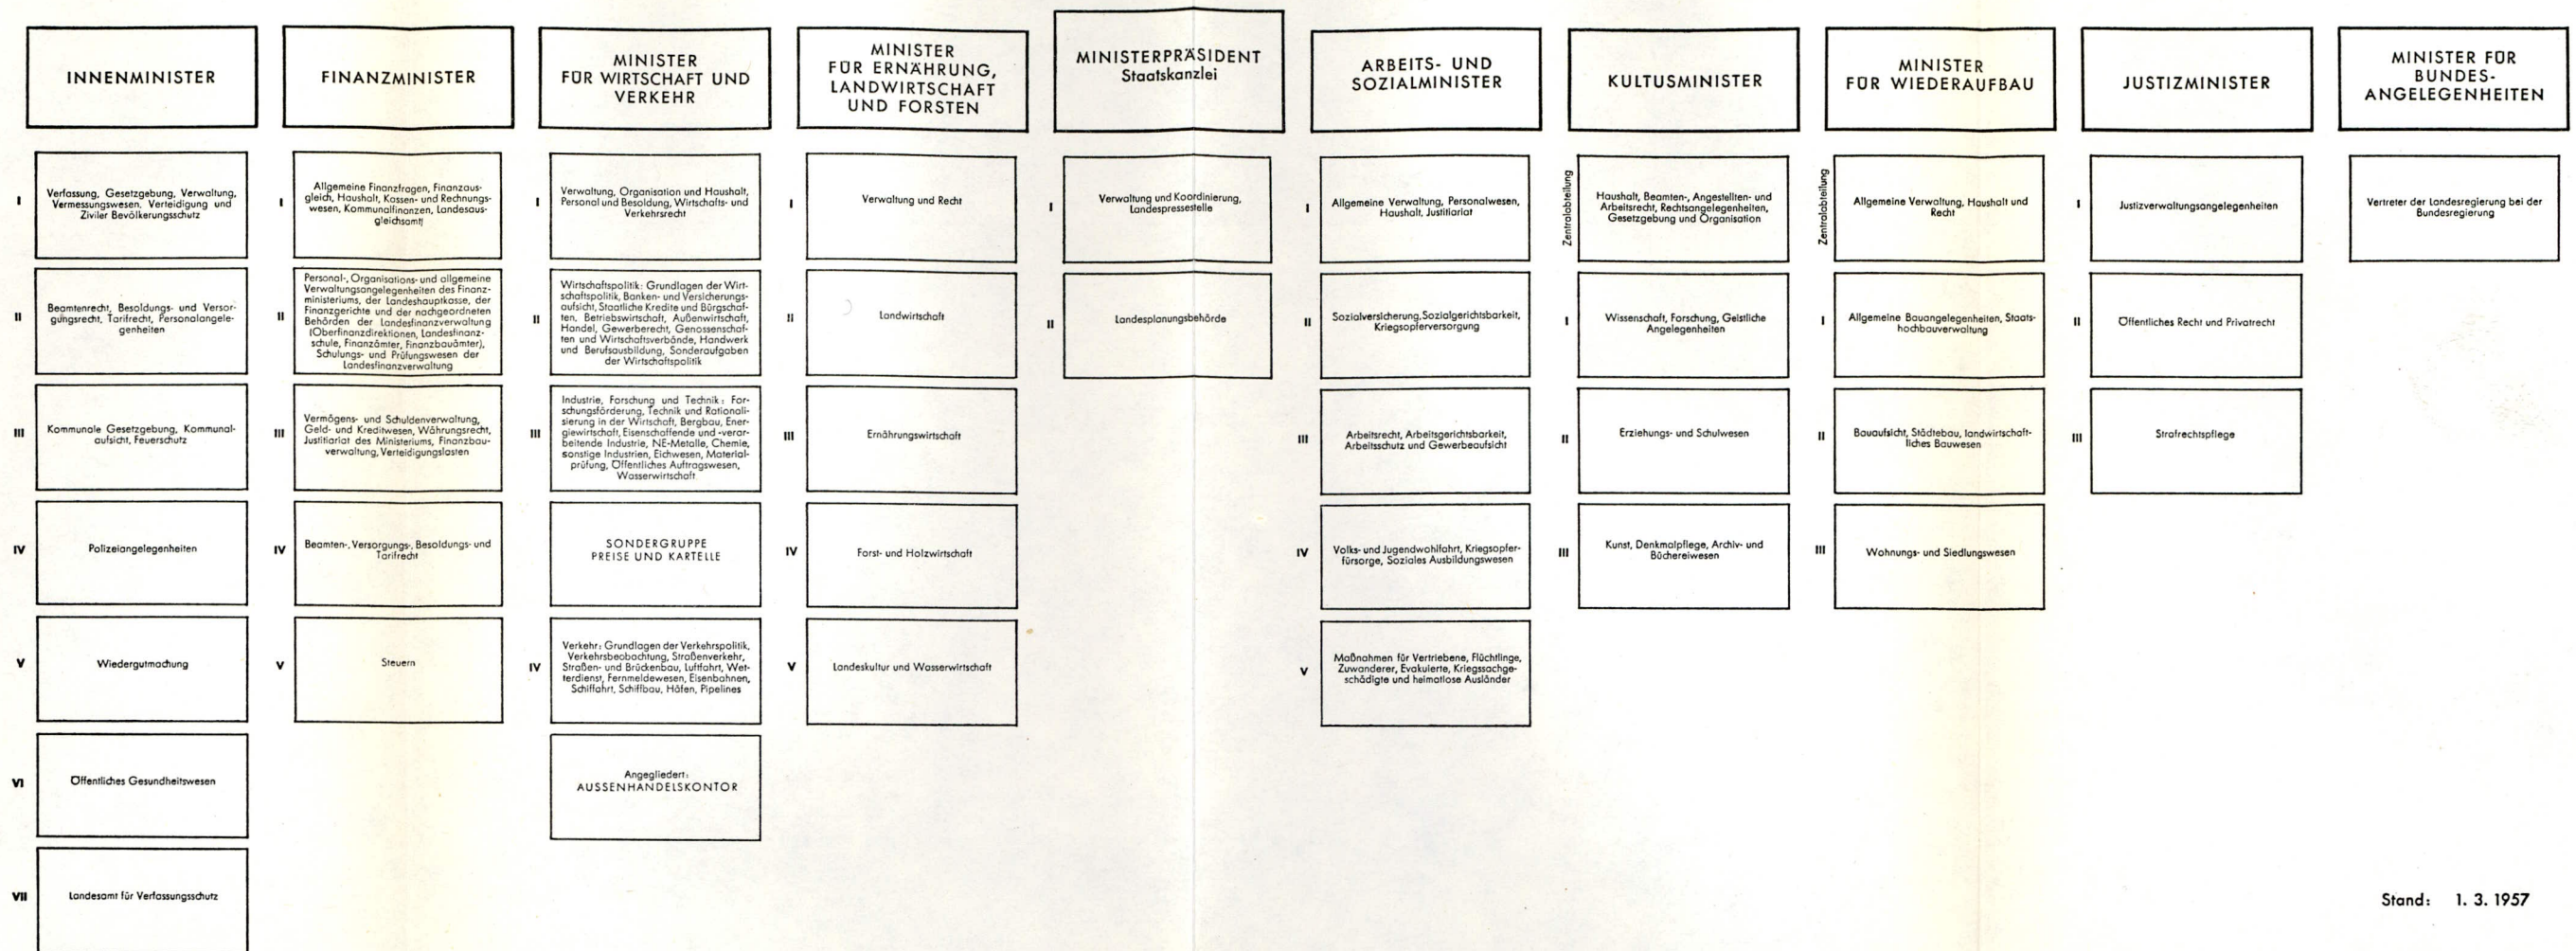 INNENMINISTER
I
Verfassung, Gesetzgebung, Verwaltung,
Vermessungswesen, Verteidigung und
Ziviler Bevölkerungsschutz
II
Beamtenrecht, Besoldungs- und Versor-
gungsrecht, Tarifrecht, Personalangele-
genheiten
III
Kommunale Gesetzgebung, Kommunal-
aufsicht, Feuerschutz
IV
Polizeiangelegenheiten
V
Wiedergutmachung
VI
Öffentliches Gesundheitswesen
VII
Landesamt für Verfassungsschutz
FINANZMINISTER
I
Allgemeine Finanzfragen, Finanzaus-
gleich, Haushalt, Kassen- und Rechnungs-
wesen, Kommunalfinanzen, Landesaus-
gleichsamt
II
Personal-, Organisations- und allgemeine
Verwaltungsangelegenheiten des Finanz-
ministeriums, der Landeshauptkasse, der
Finanzgerichte und der nachgeordneten
Behörden der Landesfinanzverwaltung
(Oberfinanzdirektionen, Landesfinanz-
schule, Finanzämter, Finanzbauämter),
Schulungs- und Prüfungswesen der
Landesfinanzverwaltung
III
Vermögens- und Schuldenverwaltung,
Geld- und Kreditwesen, Währungsrecht,
Justitiariat des Ministeriums, Finanzbau-
verwaltung, Verteidigungslasten
IV
Beamten-, Versorgungs-, Besoldungs- und
Tarifrecht
V
Steuern
MINISTER
FÜR WIRTSCHAFT UND
VERKEHR
I
Verwaltung, Organisation und Haushalt,
Personal und Besoldung, Wirtschafts- und
Verkehrsrecht
II
Wirtschaftspolitik: Grundlagen der Wirt-
schaftspolitik, Banken- und Versicherungs-
aufsicht, Staatliche Kredite und Bürgschaf-
ten, Betriebswirtschaft, Außenwirtschaft,
Handel, Gewerberecht, Genossenschaf-
ten und Wirtschaftsverbände, Handwerk
und Berufsausbildung, Sonderaufgaben
der Wirtschaftspolitik
III
Industrie, Forschung und Technik: For-
schungsförderung, Technik und Rationali-
sierung in der Wirtschaft, Bergbau, Ener-
giewirtschaft, Eisenschaffende und -verar-
beitende Industrie, NE-Metalle, Chemie,
sonstige Industrien, Eichwesen, Material-
prüfung, Öffentliches Auftragswesen,
Wasserwirtschaft
SONDERGRUPPE
PREISE UND KARTELLE
IV
Verkehr: Grundlagen der Verkehrspolitik,
Verkehrsbeobachtung, Straßenverkehr,
Straßen- und Brückenbau, Luftfahrt, Wet-
terdienst, Fernmeldewesen, Eisenbahnen,
Schiffahrt, Schiffbau, Häfen, Pipelines
Angegliedert:
AUSSENHANDELSKONTOR
MINISTER
FÜR ERNÄHRUNG,
LANDWIRTSCHAFT
UND FORSTEN
I
Verwaltung und Recht
II
Landwirtschaft
III
Ernährungswirtschaft
IV
Forst- und Holzwirtschaft
V
Landeskultur und Wasserwirtschaft
MINISTERPRÄSIDENT
Staatskanzlei
I
Verwaltung und Koordinierung,
Landespressestelle
II
Landesplanungsbehörde
ARBEITS- UND
SOZIALMINISTER
I
Allgemeine Verwaltung, Personalwesen,
Haushalt, Justitiariat
II
Sozialversicherung, Sozialgerichtsbarkeit,
Kriegsopferversorgung
III
Arbeitsrecht, Arbeitsgerichtsbarkeit,
Arbeitsschutz und Gewerbeaufsicht
IV
Volks- und Jugendwohlfahrt, Kriegsopfer-
fürsorge, Soziales Ausbildungswesen
V
Maßnahmen für Vertriebene, Flüchtlinge,
Zuwanderer, Evakuierte, Kriegssachge-
schädigte und heimatlose Ausländer
KULTUSMINISTER
Zentralabteilung
Haushalt, Beamten-, Angestellten- und
Arbeitsrecht, Rechtsangelegenheiten,
Gesetzgebung und Organisation
I
Wissenschaft, Forschung, Geistliche
Angelegenheiten
II
Erziehungs- und Schulwesen
III
Kunst, Denkmalpflege, Archiv- und
Büchereiwesen
MINISTER
FÜR WIEDERAUFBAU
Zentralabteilung
Allgemeine Verwaltung, Haushalt und
Recht
I
Allgemeine Bauangelegenheiten, Staats-
hochbauverwaltung
II
Bauaufsicht, Städtebau, landwirtschaft-
liches Bauwesen
III
Wohnungs- und Siedlungswesen
JUSTIZMINISTER
I
Justizverwaltungsangelegenheiten
II
Öffentliches Recht und Privatrecht
III
Strafrechtspflege
MINISTER FÜR
BUNDES-
ANGELEGENHEITEN
Vertreter der Landesregierung bei der
Bundesregierung
Stand: 1. 3. 1957